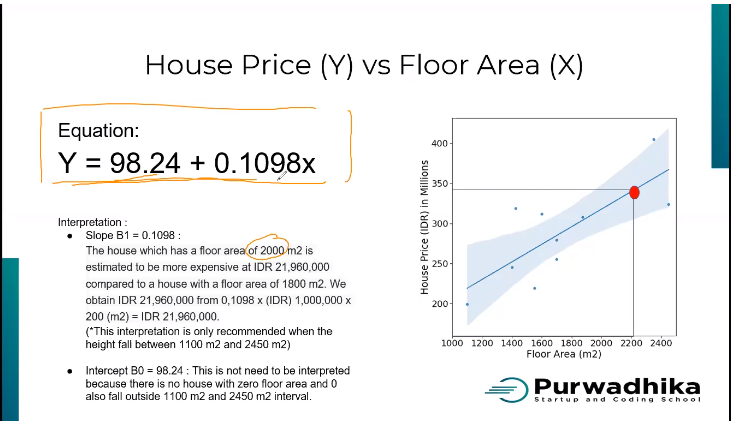 House Price (Y) vs Floor Area (X)
Equation:
Y = 98.24 + 0.1098x
Interpretation :
● Slope B1 = 0.1098 :
The house which has a floor area of 2000 m2 is
estimated to be more expensive at IDR 21,960,000
compared to a house with a floor area of 1800 m2. We
obtain IDR 21,960,000 from 0,1098 x (IDR) 1,000,000 x
200 (m2) = IDR 21,960,000.
(*This interpretation is only recommended when the
height fall between 1100 m2 and 2450 m2)
● Intercept B0 = 98.24 : This is not need to be interpreted
because there is no house with zero floor area and 0
also fall outside 1100 m2 and 2450 m2 interval.
House Price (IDR) in Millions
400
350
300
250
200
1000 1200 1400 1600 1800 2000 2200 2400
Floor Area (m2)
Purwadhika
Startup and Coding School